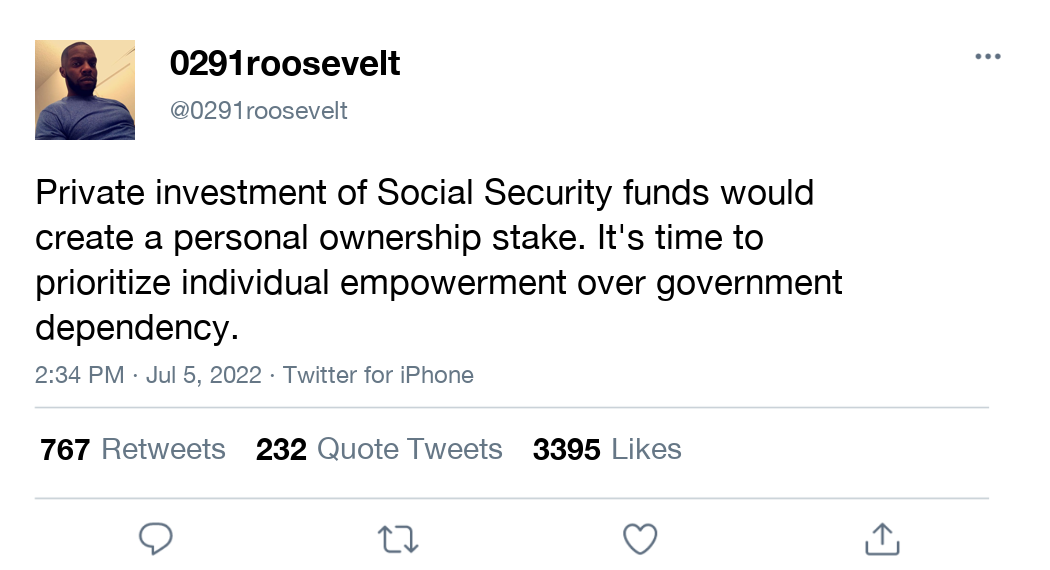 0291roosevelt
@0291roosevelt
Private investment of Social Security funds would
create a personal ownership stake. It's time to
prioritize individual empowerment over government
dependency.
2:34 PM · Jul 5, 2022 · Twitter for iPhone
767 Retweets 232 Quote Tweets 3395 Likes